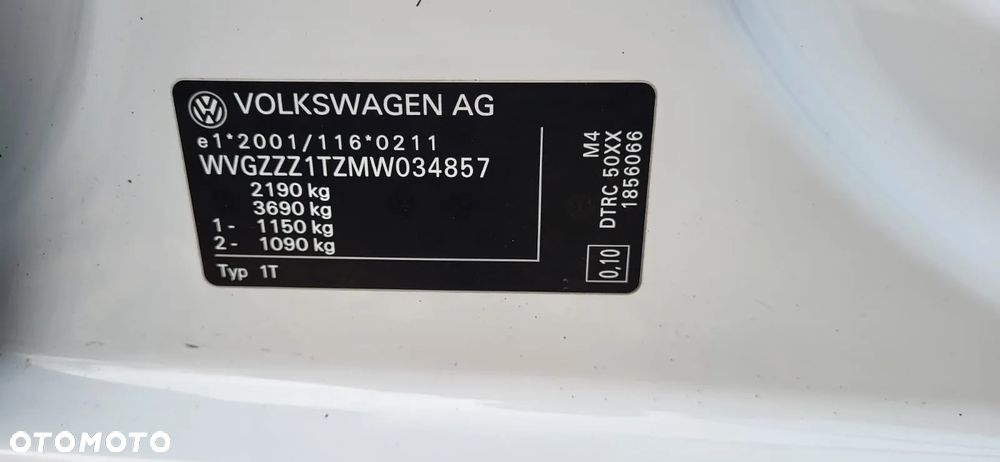 VOLKSWAGEN AG
e1*2001/116*0211
WVGZZZ1TZMW034857
2190 kg
3690 kg
1- 1150 kg
2- 1090 kg
Typ 1T
M4
DTRC 50XX
1856066
0,10
OTOMOTO